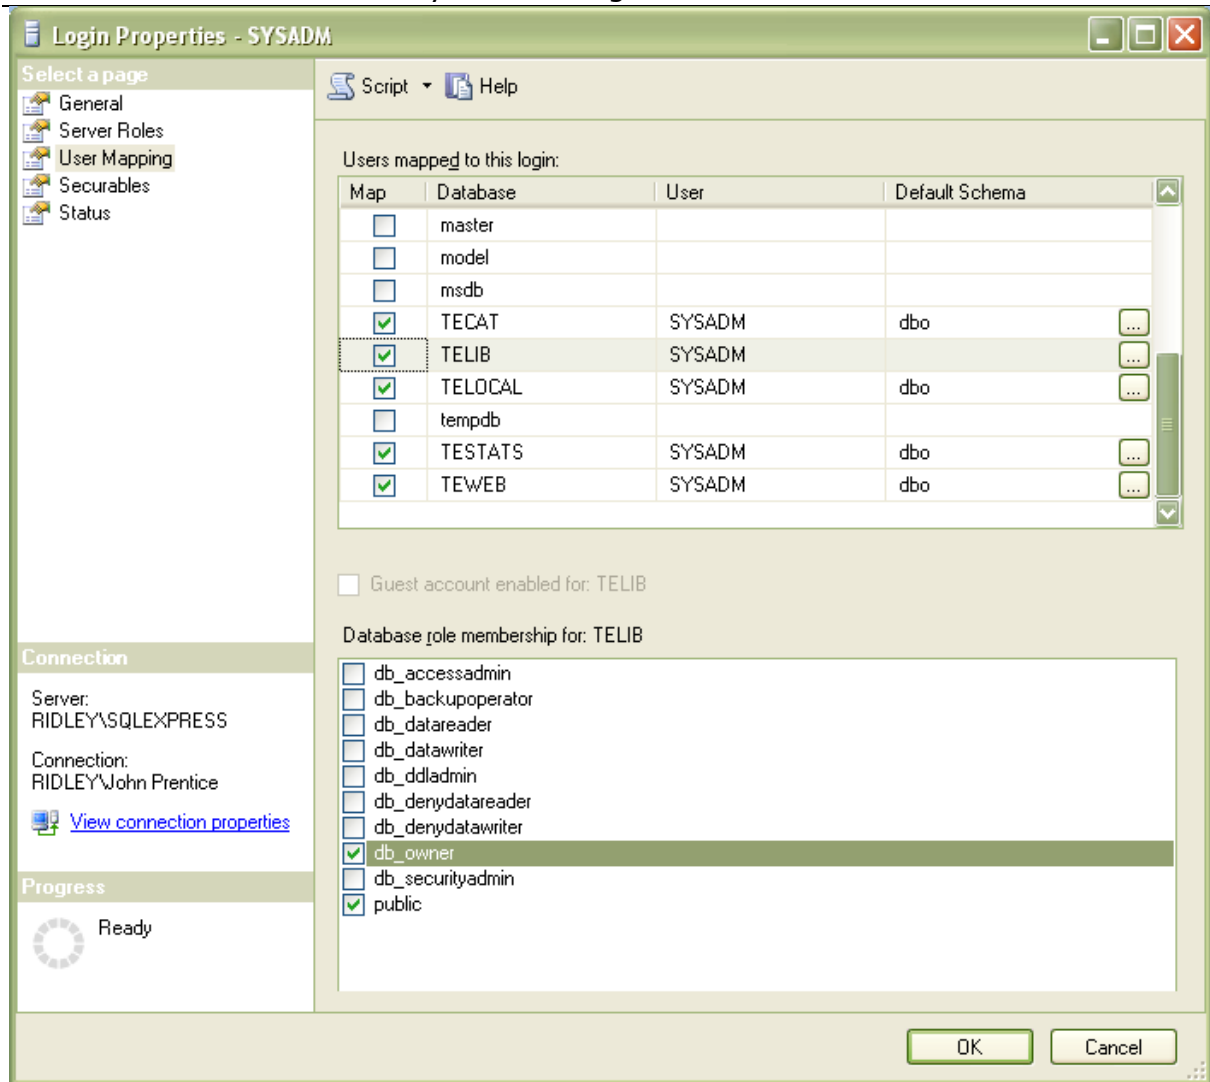 Login Properties - SYSADM
Select a page
General
Server Roles
User Mapping
Securables
Status
Script Help
Users mapped to this login:
Map Database User Default Schema
master
model
msdb
TECAT SYSADM dbo ...
TELIB SYSADM ...
TELOCAL SYSADM dbo ...
tempdb
TESTATS SYSADM dbo ...
TEWEB SYSADM dbo ...
Guest account enabled for: TELIB
Database role membership for: TELIB
db_accessadmin
db_backupoperator
db_datareader
db_datawriter
db_ddladmin
db_denydatareader
db_denydatawriter
db_owner
db_securityadmin
public
Connection
Server:
RIDLEY\SQLEXPRESS
Connection:
RIDLEY\John Prentice
View connection properties
Progress
Ready
OK Cancel